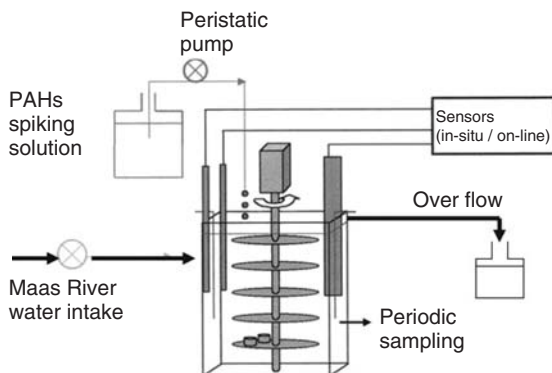 Peristatic
pump
PAHs
spiking
solution
Sensors
(in-situ / on-line)
Over flow
Maas River
water intake
Periodic
sampling